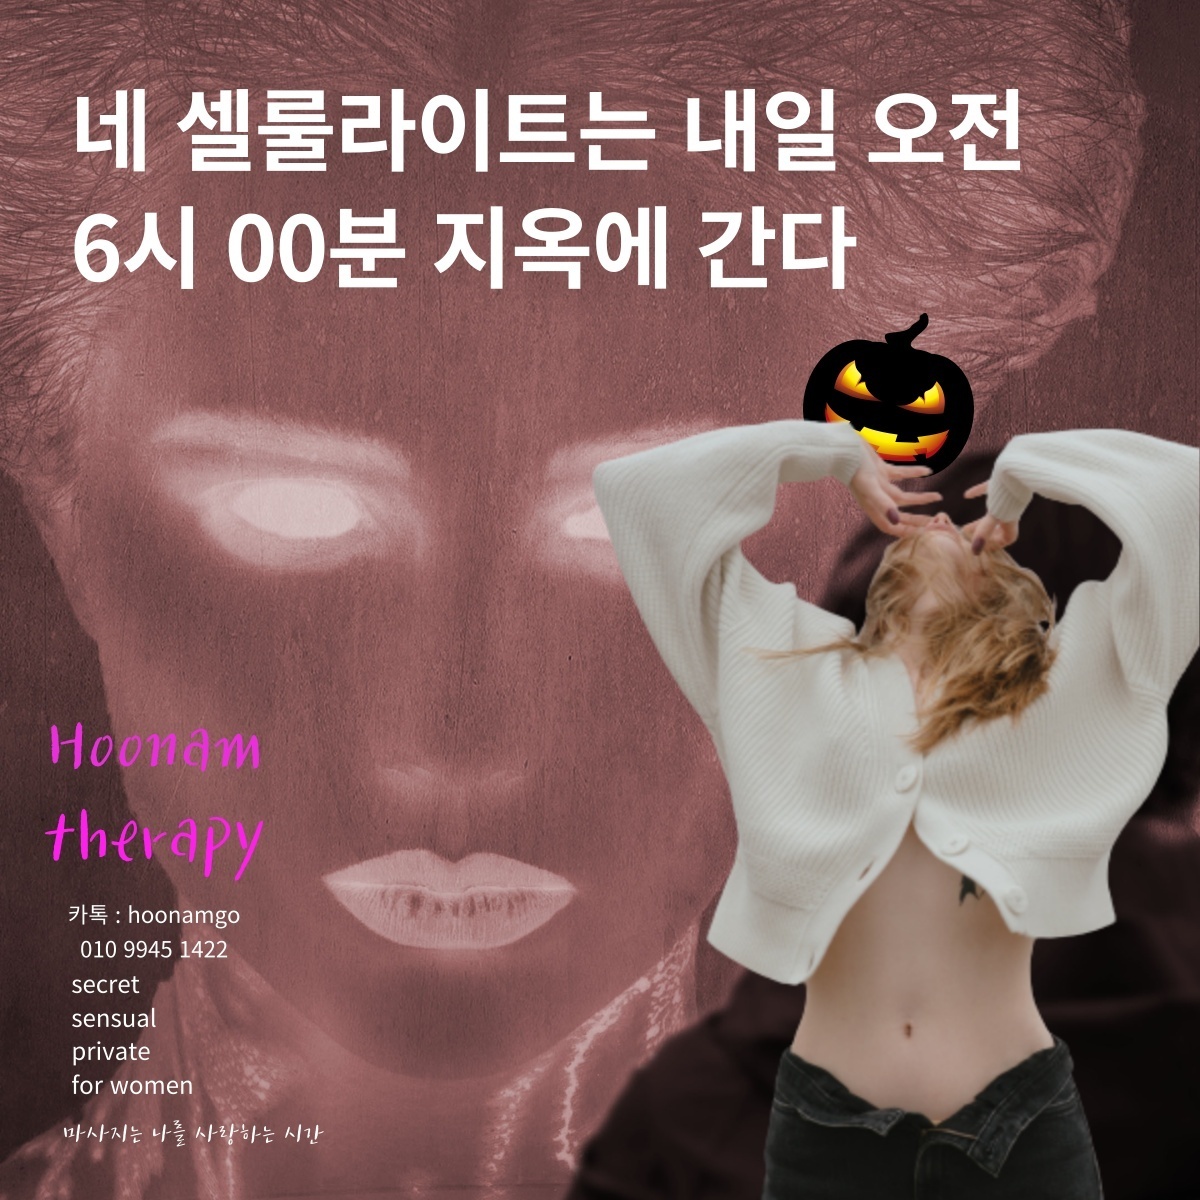 네 셀룰라이트는 내일 오전
6시 00분 지옥에 간다
Hoonam
therapy
카톡 : hoonamgo
010 9945 1422
secret
sensual
private
for women
마사지는 나를 사랑하는 시간